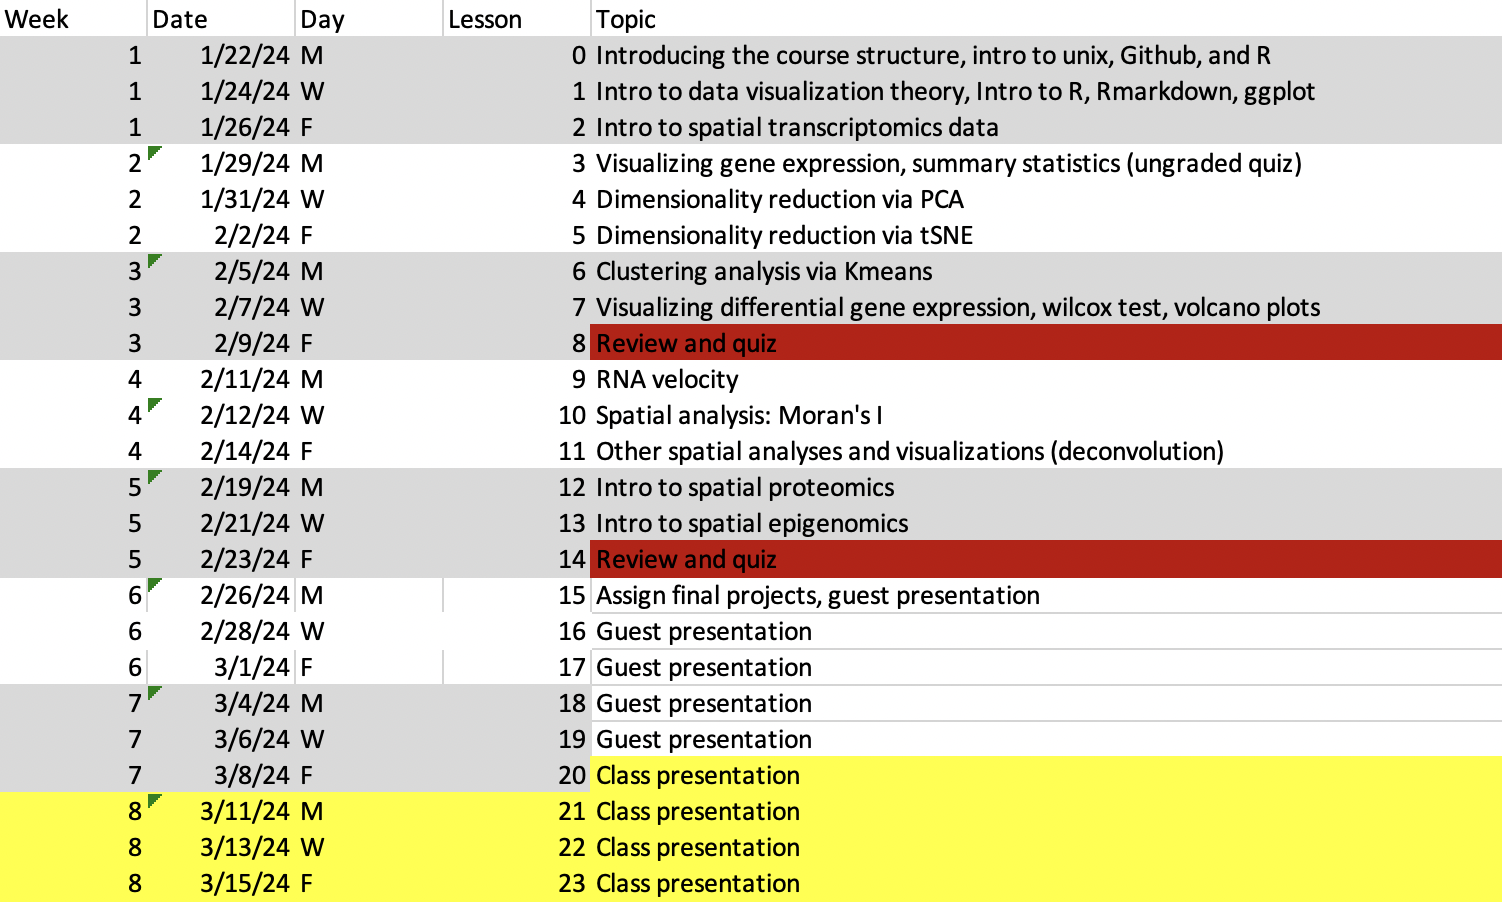 Week Date Day Lesson Topic
1 1/22/24 M 0 Introducing the course structure, intro to unix, Github, and R
1 1/24/24 W 1 Intro to data visualization theory, Intro to R, Rmarkdown, ggplot
1 1/26/24 F 2 Intro to spatial transcriptomics data
2 1/29/24 M 3 Visualizing gene expression, summary statistics (ungraded quiz)
2 1/31/24 W 4 Dimensionality reduction via PCA
2 2/2/24 F 5 Dimensionality reduction via tSNE
3 2/5/24 M 6 Clustering analysis via Kmeans
3 2/7/24 W 7 Visualizing differential gene expression, wilcox test, volcano plots
3 2/9/24 F 8 Review and quiz
4 2/11/24 M 9 RNA velocity
4 2/12/24 W 10 Spatial analysis: Moran's I
4 2/14/24 F 11 Other spatial analyses and visualizations (deconvolution)
5 2/19/24 M 12 Intro to spatial proteomics
5 2/21/24 W 13 Intro to spatial epigenomics
5 2/23/24 F 14 Review and quiz
6 2/26/24 M 15 Assign final projects, guest presentation
6 2/28/24 W 16 Guest presentation
6 3/1/24 F 17 Guest presentation
7 3/4/24 M 18 Guest presentation
7 3/6/24 W 19 Guest presentation
7 3/8/24 F 20 Class presentation
8 3/11/24 M 21 Class presentation
8 3/13/24 W 22 Class presentation
8 3/15/24 F 23 Class presentation